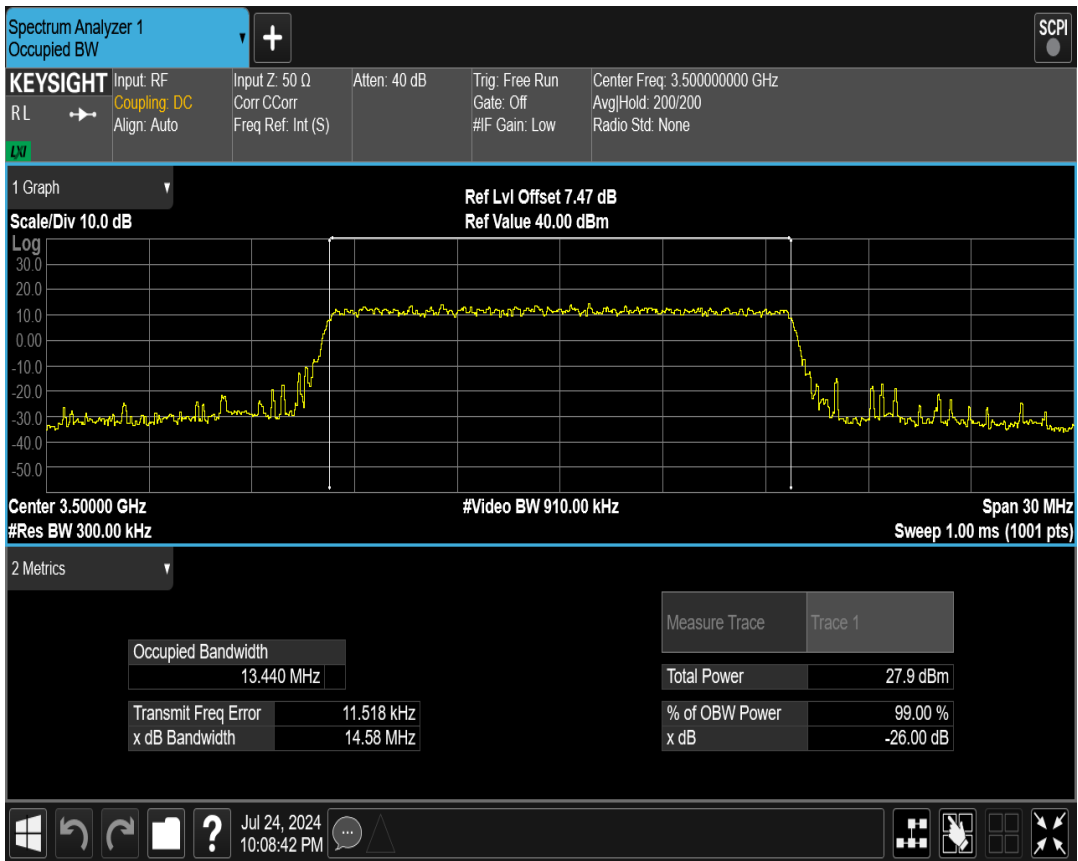 Spectrum Analyzer 1
Occupied BW
+
SCPI
KEYSIGHT
RL
LXI
Input: RF
Coupling: DC
Align: Auto
Input Z: 50 Ω
Corr CCorr
Freq Ref: Int (S)
Atten: 40 dB
Trig: Free Run
Gate: Off
#IF Gain: Low
Center Freq: 3.500000000 GHz
Avg|Hold: 200/200
Radio Std: None
1 Graph
Scale/Div 10.0 dB
Ref Lvl Offset 7.47 dB
Ref Value 40.00 dBm
Log
30.0
20.0
10.0
0.00
-10.0
-20.0
-30.0
-40.0
-50.0
Center 3.50000 GHz
#Res BW 300.00 kHz
#Video BW 910.00 kHz
Span 30 MHz
Sweep 1.00 ms (1001 pts)
2 Metrics
Measure Trace Trace 1
Occupied Bandwidth
13.440 MHz
Total Power 27.9 dBm
Transmit Freq Error 11.518 kHz
x dB Bandwidth 14.58 MHz
% of OBW Power 99.00 %
x dB -26.00 dB
?
Jul 24, 2024
10:08:42 PM